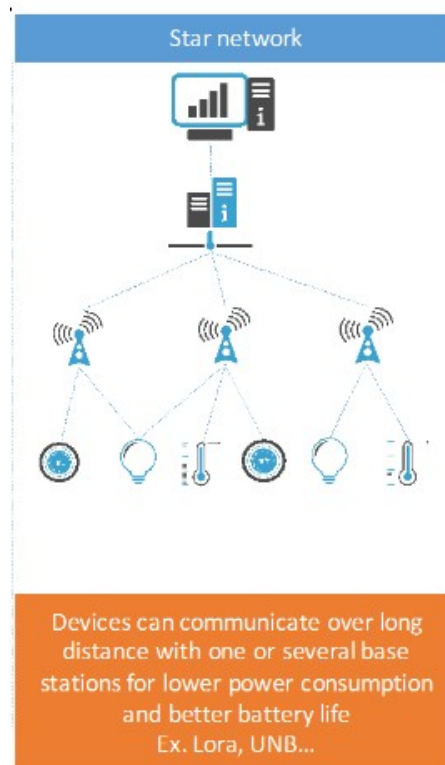 Star network
i
i
Devices can communicate over long
distance with one or several base
stations for lower power consumption
and better battery life
Ex. Lora, UNB...